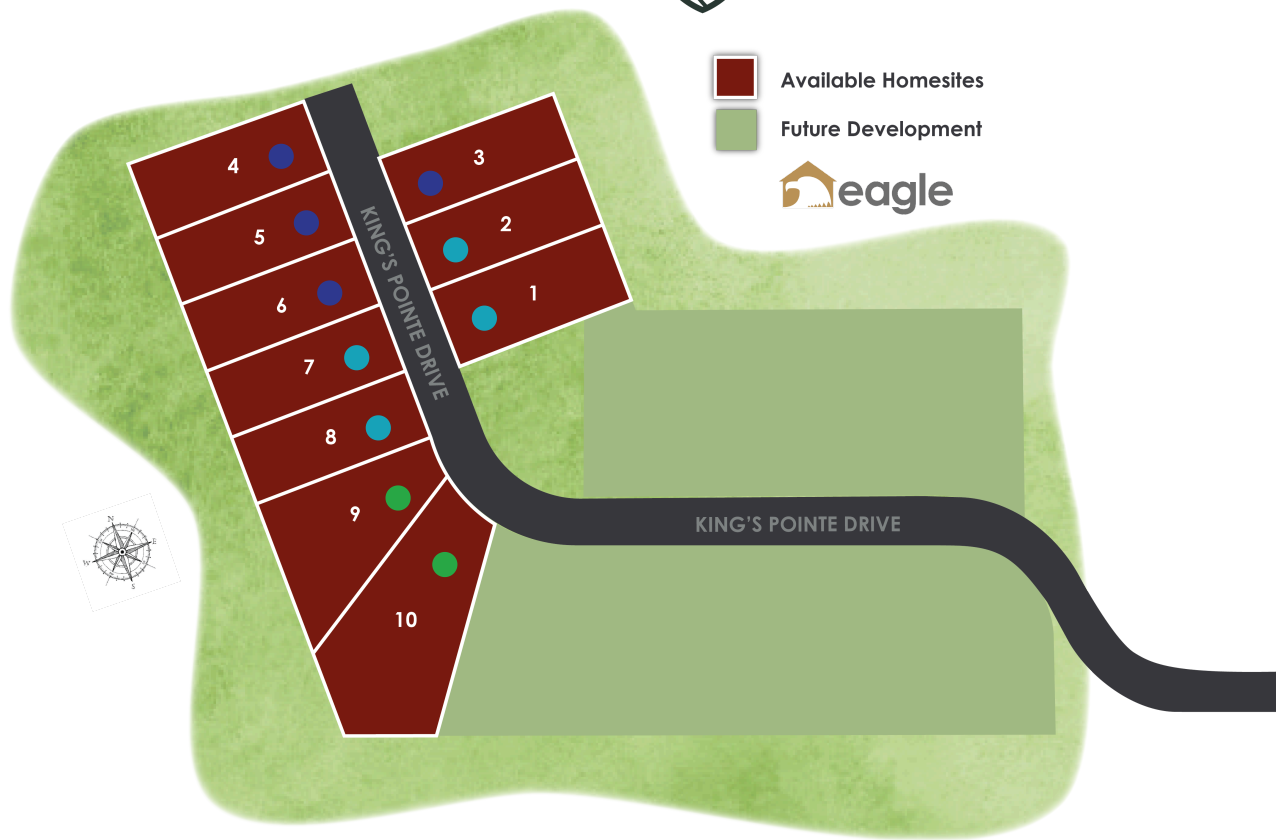 Available Homesites
Future Development
eagle
4
3
5
2
6
1
7
8
9
10
KING'S POINTE DRIVE
KING'S POINTE DRIVE
N
E
W
S